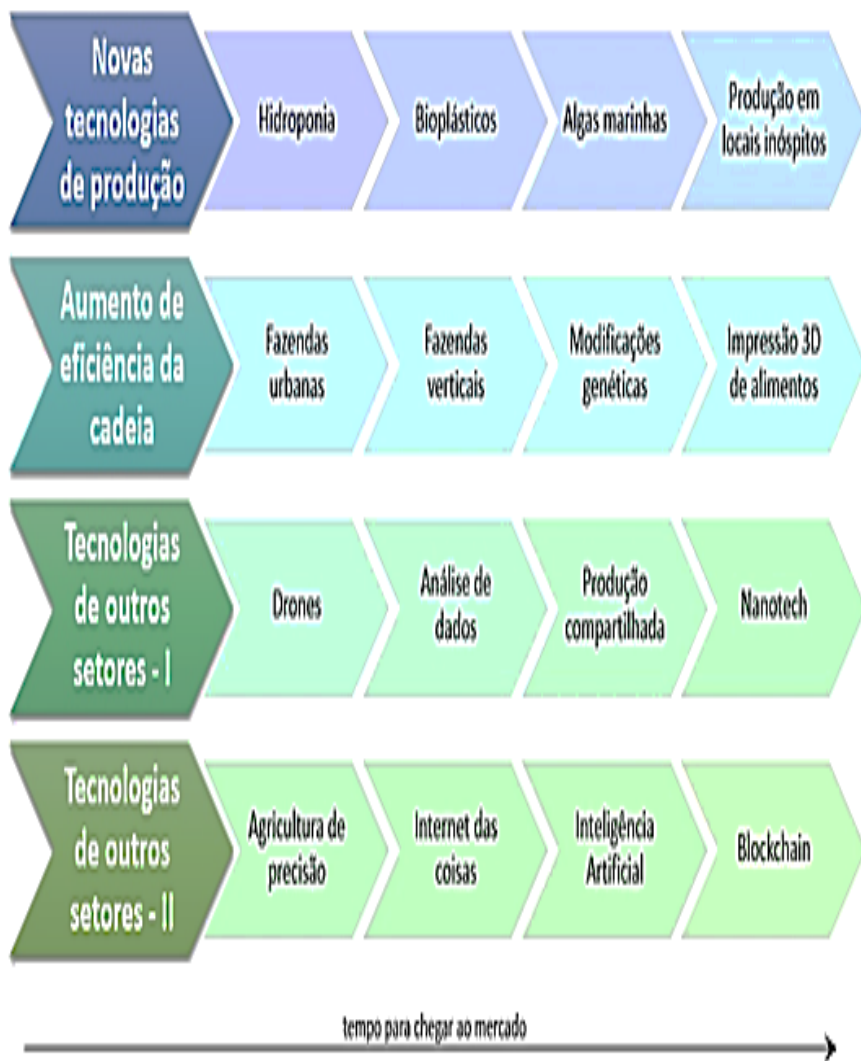 Novas
tecnologias
de produção
Hidroponia
Bioplásticos
Algas marinhas
Produção em
locais inóspitos
Aumento de
eficiência da
cadeia
Fazendas
urbanas
Fazendas
verticais
Modificações
genéticas
Impressão 3D
de alimentos
Tecnologias
de outros
setores - I
Drones
Análise de
dados
Produção
compartilhada
Nanotech
Tecnologias
de outros
setores - II
Agricultura de
precisão
Internet das
coisas
Inteligência
Artificial
Blockchain
tempo para chegar ao mercado